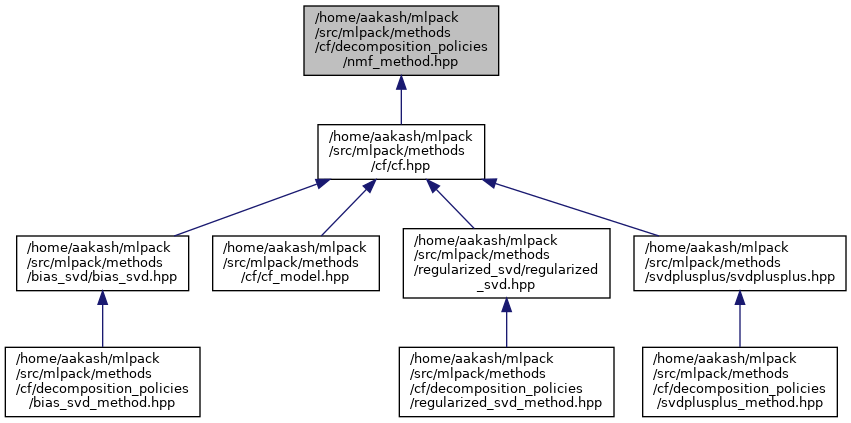 /home/aakash/mlpack
/src/mlpack/methods
/cf/decomposition_policies
/nmf_method.hpp
/home/aakash/mlpack
/src/mlpack/methods
/cf/cf.hpp
/home/aakash/mlpack
/src/mlpack/methods
/bias_svd/bias_svd.hpp
/home/aakash/mlpack
/src/mlpack/methods
/cf/cf_model.hpp
/home/aakash/mlpack
/src/mlpack/methods
/regularized_svd/regularized
_svd.hpp
/home/aakash/mlpack
/src/mlpack/methods
/svdplusplus/svdplusplus.hpp
/home/aakash/mlpack
/src/mlpack/methods
/cf/decomposition_policies
/bias_svd_method.hpp
/home/aakash/mlpack
/src/mlpack/methods
/cf/decomposition_policies
/regularized_svd_method.hpp
/home/aakash/mlpack
/src/mlpack/methods
/cf/decomposition_policies
/svdplusplus_method.hpp